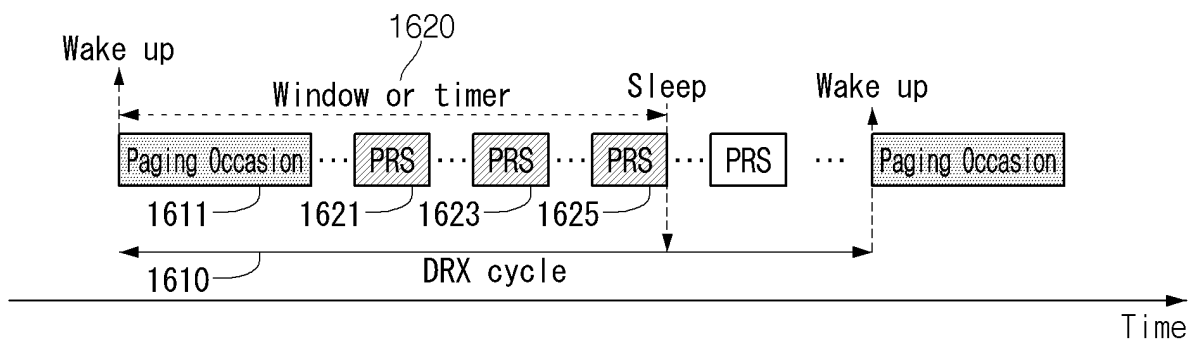 1620
Wake up
Window or timer
Sleep
Wake up
Paging Occasion ··· PRS ··· PRS ··· PRS ··· PRS ··· Paging Occasion
1611 1621 1623 1625
1610
DRX cycle
Time